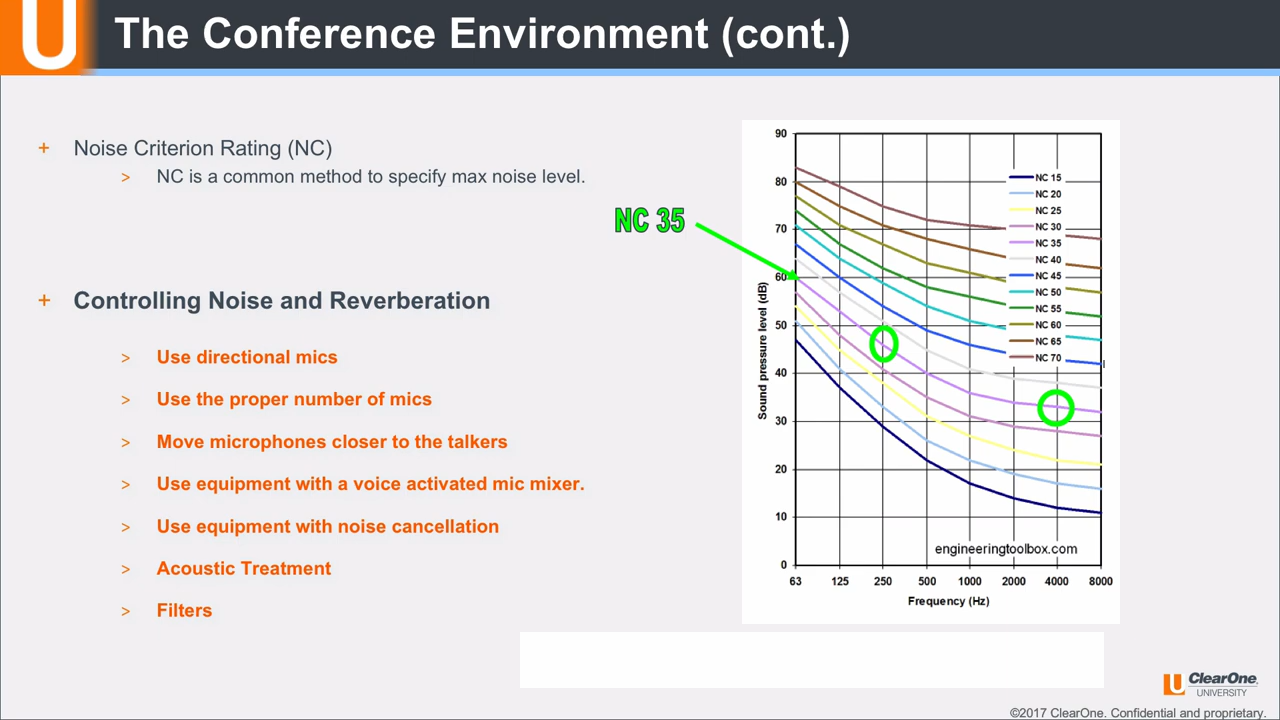 The Conference Environment (cont.)
+ Noise Criterion Rating (NC)
> NC is a common method to specify max noise level.
+ Controlling Noise and Reverberation
> Use directional mics
> Use the proper number of mics
> Move microphones closer to the talkers
> Use equipment with a voice activated mic mixer.
> Use equipment with noise cancellation
> Acoustic Treatment
> Filters
NC 35
Sound pressure level (dB)
90
80
70
60
50
40
30
20
10
0
63 125 250 500 1000 2000 4000 8000
Frequency (Hz)
NC 15
NC 20
NC 25
NC 30
NC 35
NC 40
NC 45
NC 50
NC 55
NC 60
NC 65
NC 70
engineeringtoolbox.com
ClearOne.
UNIVERSITY
©2017 ClearOne. Confidential and proprietary.